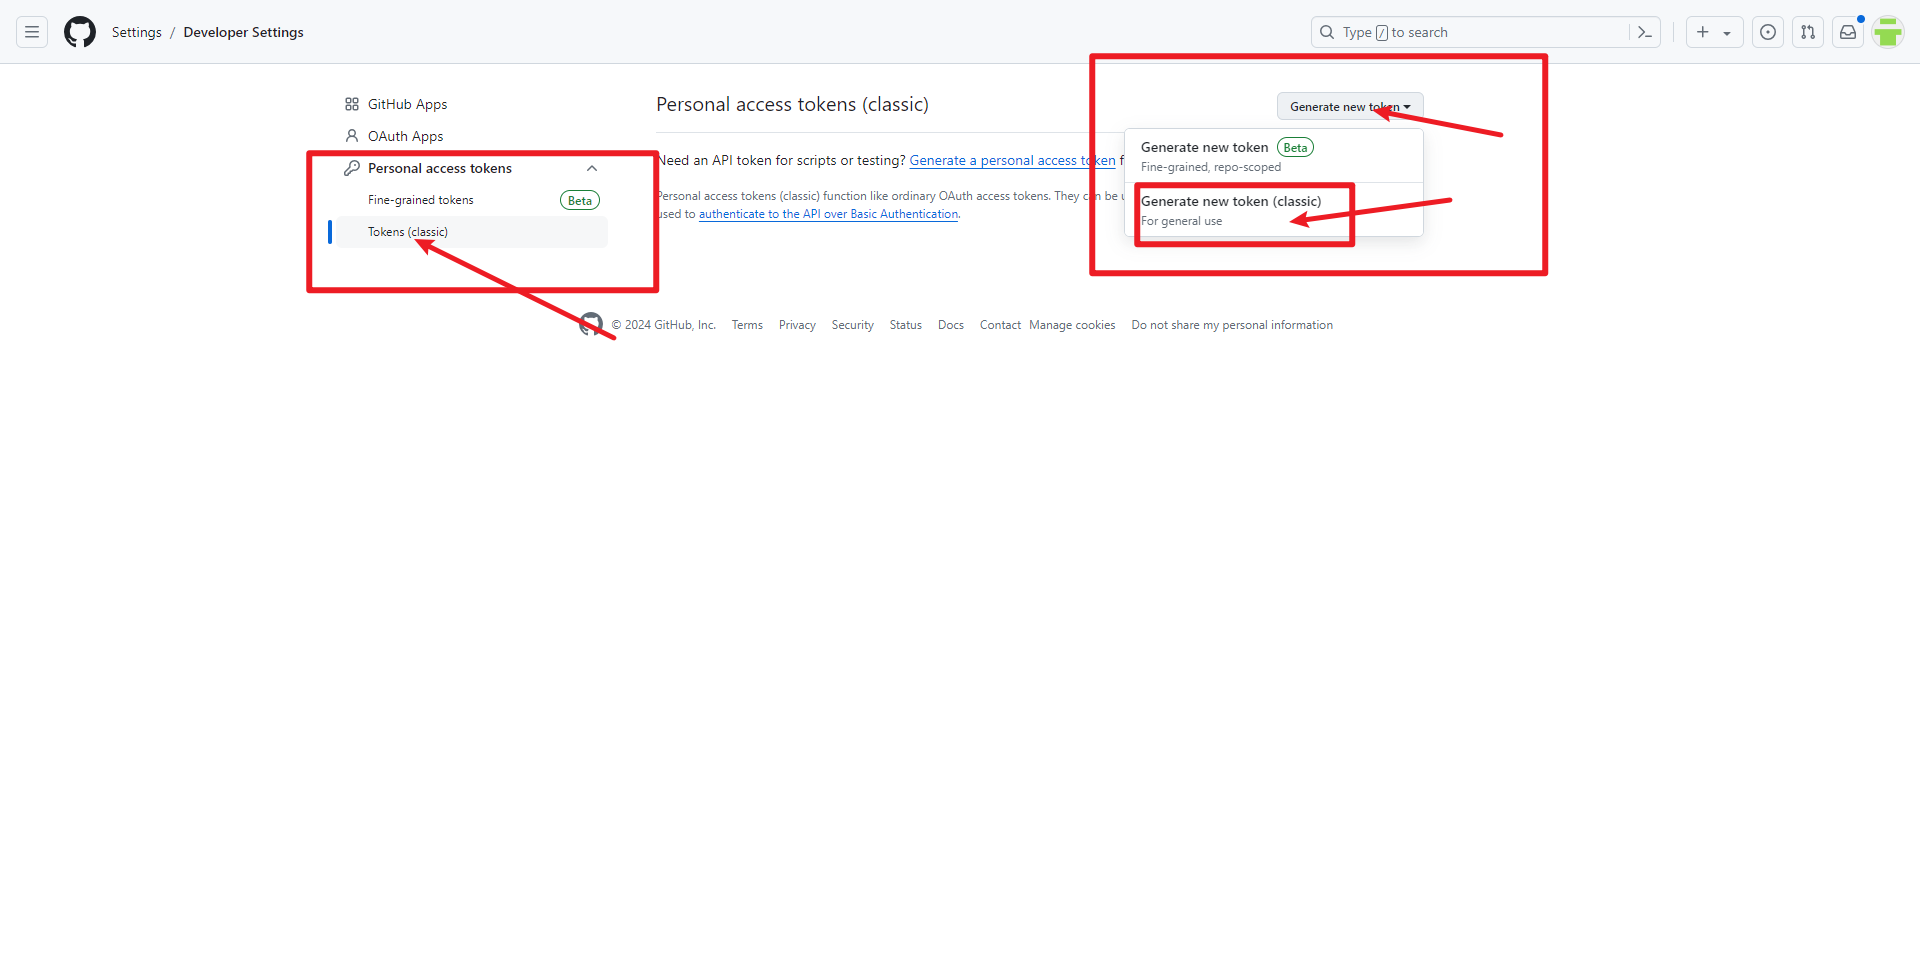 Settings / Developer Settings
Type / to search
GitHub Apps
OAuth Apps
Personal access tokens
Fine-grained tokens Beta
Tokens (classic)
Personal access tokens (classic)
Generate new token
Need an API token for scripts or testing? Generate a personal access token f
Personal access tokens (classic) function like ordinary OAuth access tokens. They can be u
used to authenticate to the API over Basic Authentication.
Generate new token Beta
Fine-grained, repo-scoped
Generate new token (classic)
For general use
© 2024 GitHub, Inc. Terms Privacy Security Status Docs Contact Manage cookies Do not share my personal information